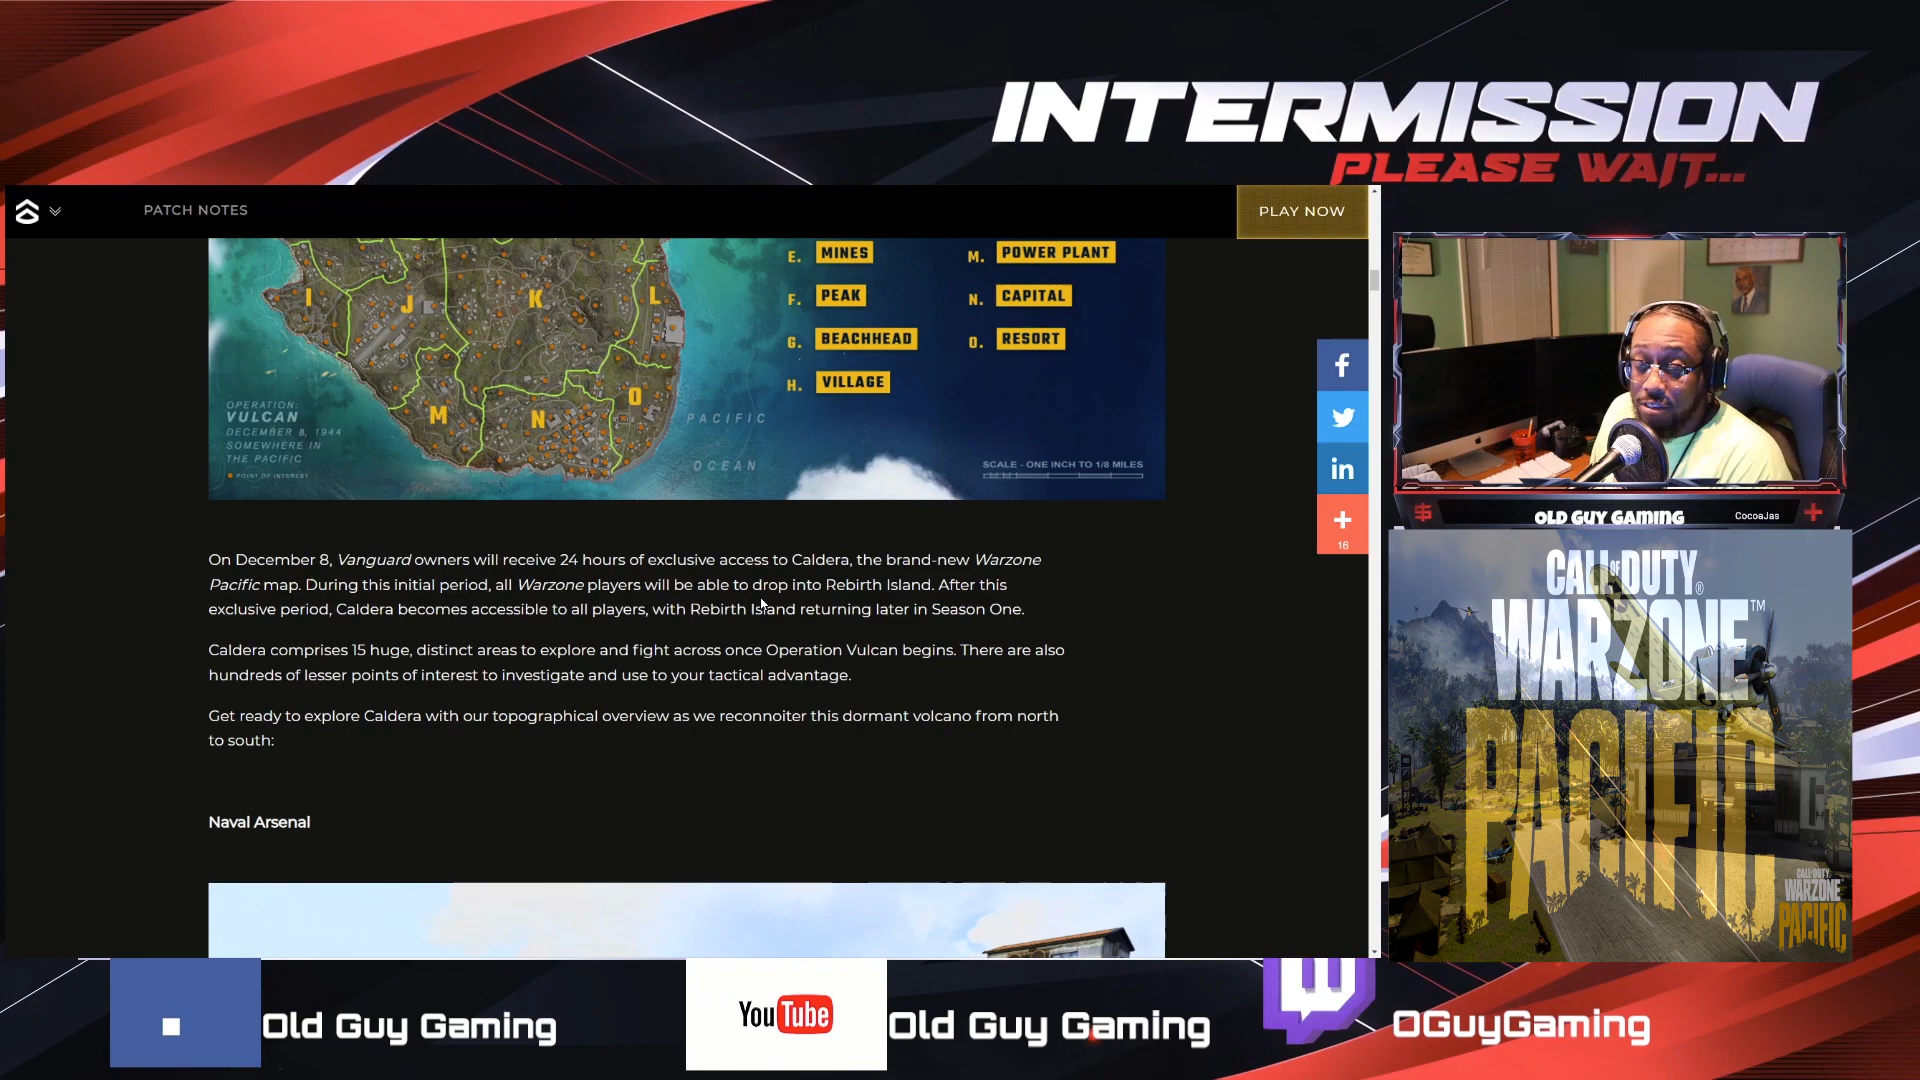 INTERMISSION
PLEASE WAIT...
PATCH NOTES
PLAY NOW
E. MINES
M. POWER PLANT
F. PEAK
N. CAPITAL
G. BEACHHEAD
O. RESORT
H. VILLAGE
I
J
K
L
M
N
O
OPERATION:
VULCAN
DECEMBER 8, 1944
SOMEWHERE IN
THE PACIFIC
POINT OF INTEREST
PACIFIC
OCEAN
SCALE - ONE INCH TO 1/8 MILES
16
On December 8, Vanguard owners will receive 24 hours of exclusive access to Caldera, the brand-new Warzone
Pacific map. During this initial period, all Warzone players will be able to drop into Rebirth Island. After this
exclusive period, Caldera becomes accessible to all players, with Rebirth Island returning later in Season One.
Caldera comprises 15 huge, distinct areas to explore and fight across once Operation Vulcan begins. There are also
hundreds of lesser points of interest to investigate and use to your tactical advantage.
Get ready to explore Caldera with our topographical overview as we reconnoiter this dormant volcano from north
to south:
Naval Arsenal
OLD GUY GAMING
CocoaJas
CALL OF DUTY®
WARZONE™
PACIFIC
CALL OF DUTY
WARZONE
PACIFIC
Old Guy Gaming
YouTube
Old Guy Gaming
OGuyGaming